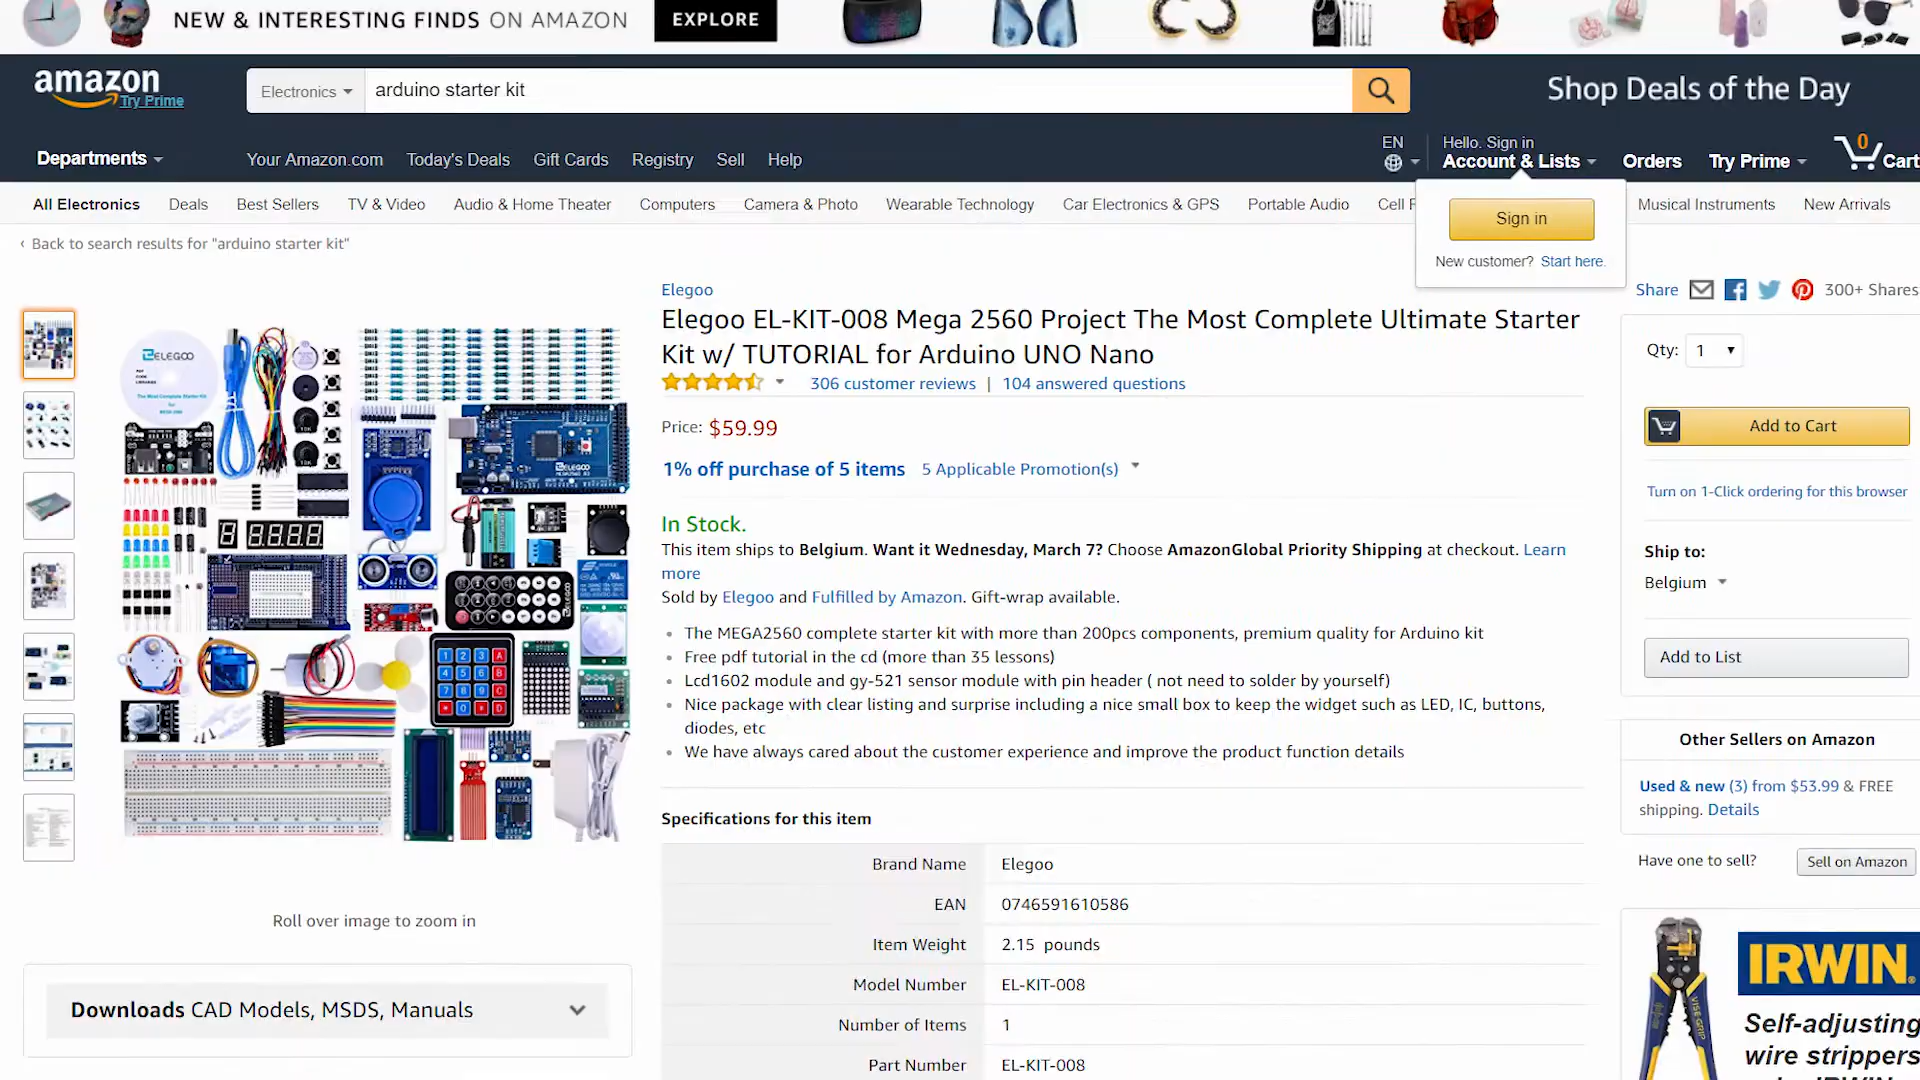 NEW & INTERESTING FINDS ON AMAZON EXPLORE
amazon
Try Prime
Electronics
arduino starter kit
Shop Deals of the Day
Departments
Your Amazon.com Today's Deals Gift Cards Registry Sell Help
EN
Hello. Sign in
Account & Lists
Orders
Try Prime
0
Cart
All Electronics Deals Best Sellers TV & Video Audio & Home Theater Computers Camera & Photo Wearable Technology Car Electronics & GPS Portable Audio Cell Musical Instruments New Arrivals
Sign in
New customer? Start here.
‹ Back to search results for "arduino starter kit"
Elegoo
Elegoo EL-KIT-008 Mega 2560 Project The Most Complete Ultimate Starter
Kit w/ TUTORIAL for Arduino UNO Nano
306 customer reviews | 104 answered questions
Price: $59.99
1% off purchase of 5 items 5 Applicable Promotion(s)
In Stock.
This item ships to Belgium. Want it Wednesday, March 7? Choose AmazonGlobal Priority Shipping at checkout. Learn
more
Sold by Elegoo and Fulfilled by Amazon. Gift-wrap available.
• The MEGA2560 complete starter kit with more than 200pcs components, premium quality for Arduino kit
• Free pdf tutorial in the cd (more than 35 lessons)
• Lcd1602 module and gy-521 sensor module with pin header ( not need to solder by yourself)
• Nice package with clear listing and surprise including a nice small box to keep the widget such as LED, IC, buttons,
diodes, etc
• We have always cared about the customer experience and improve the product function details
Specifications for this item
Brand Name Elegoo
EAN 0746591610586
Item Weight 2.15 pounds
Model Number EL-KIT-008
Number of Items 1
Part Number EL-KIT-008
ELEGOO
The Most Complete Starter Kit
Roll over image to zoom in
Downloads CAD Models, MSDS, Manuals
Share 300+ Shares
Qty: 1
Add to Cart
Turn on 1-Click ordering for this browser
Ship to:
Belgium
Add to List
Other Sellers on Amazon
Used & new (3) from $53.99 & FREE
shipping. Details
Have one to sell? Sell on Amazon
IRWIN.
Self-adjusting
wire strippers